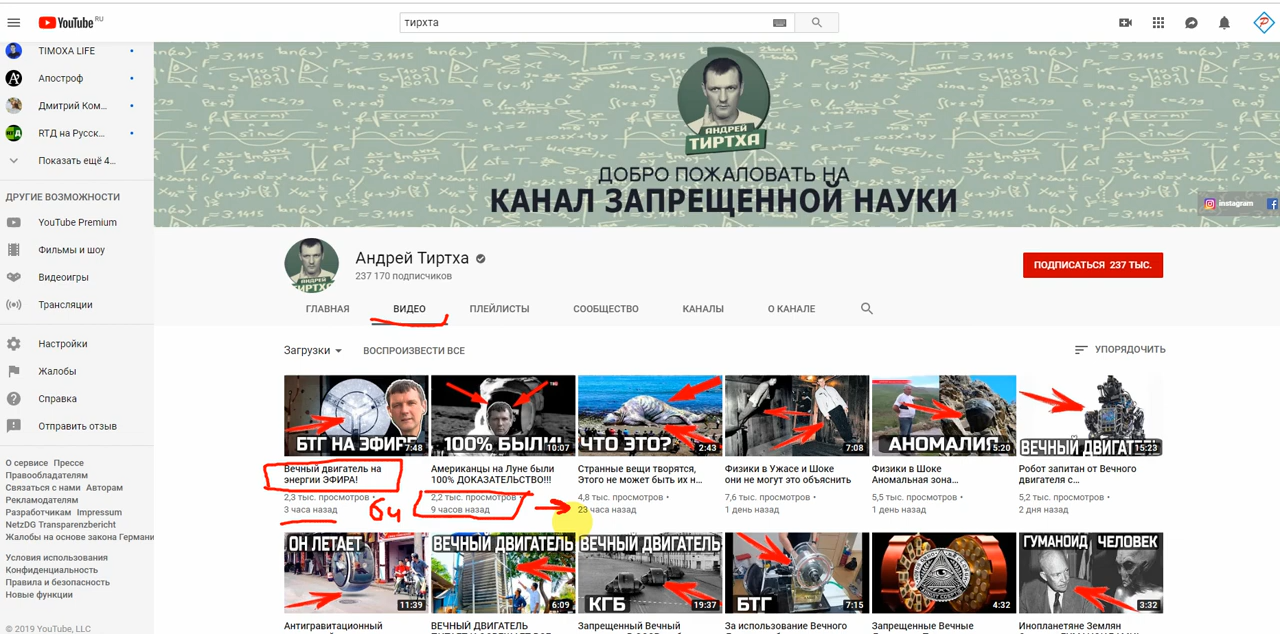 YouTube RU
тирхта
TIMOXA LIFE
Апостроф
Дмитрий Ком...
RTД на Русск...
Показать ещё 4...
ДРУГИЕ ВОЗМОЖНОСТИ
YouTube Premium
Фильмы и шоу
Видеоигры
Трансляции
Настройки
Жалобы
Справка
Отправить отзыв
О сервисе Прессе
Правообладателям
Связаться с нами Авторам
Рекламодателям
Разработчикам Impressum
NetzDG Transparenzbericht
Жалобы на основе закона Германи
Условия использования
Конфиденциальность
Правила и безопасность
Новые функции
© 2019 YouTube, LLC
АНДРЕЙ
ТИРТХА
ДОБРО ПОЖАЛОВАТЬ НА
КАНАЛ ЗАПРЕЩЕННОЙ НАУКИ
instagram
Андрей Тиртха
237 170 подписчиков
ПОДПИСАТЬСЯ 237 ТЫС.
ГЛАВНАЯ ВИДЕО ПЛЕЙЛИСТЫ СООБЩЕСТВО КАНАЛЫ О КАНАЛЕ
Загрузки ВОСПРОИЗВЕСТИ ВСЕ
УПОРЯДОЧИТЬ
БТГ НА ЭФИРЕ
7:48
Вечный двигатель на
энергии ЭФИРА!
2,3 тыс. просмотров •
3 часа назад
6ч
100% БЫЛИ!
10:07
Американцы на Луне были
100% ДОКАЗАТЕЛЬСТВО!!!
2,2 тыс. просмотров •
9 часов назад
ЧТО ЭТО?
2:43
Странные вещи творятся,
Этого не может быть их н...
4,8 тыс. просмотров •
23 часа назад
7:08
Физики в Ужасе и Шоке
они не могут это объяснить
7,6 тыс. просмотров •
1 день назад
АНОМАЛИЯ
5:20
Физики в Шоке
Аномальная зона...
5,5 тыс. просмотров •
1 день назад
ВЕЧНЫЙ ДВИГАТЕЛЬ
15:23
Робот запитан от Вечного
двигателя с...
5,2 тыс. просмотров •
2 дня назад
ОН ЛЕТАЕТ
11:39
Антигравитационный
ВЕЧНЫЙ ДВИГАТЕЛЬ
6:09
ВЕЧНЫЙ ДВИГАТЕЛЬ
ВЕЧНЫЙ ДВИГАТЕЛЬ
КГБ
19:37
Запрещенный Вечный
БТГ
7:15
За использование Вечного
4:32
Запрещенные Вечные
ГУМАНОИД ЧЕЛОВЕК
3:32
Инопланетяне Землян